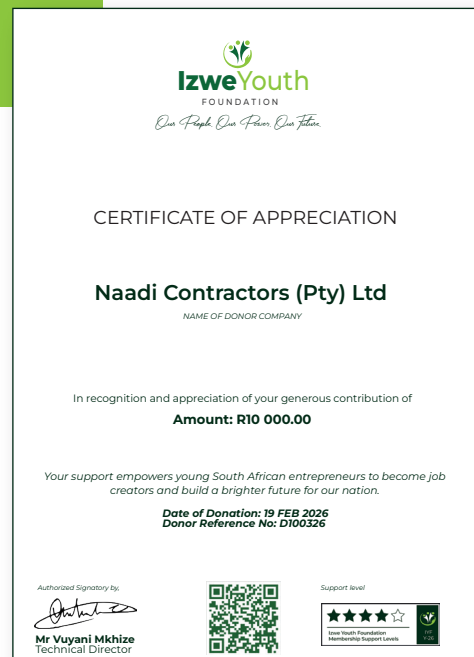 IzweYouth
FOUNDATION
Our People. Our Power. Our Future.
CERTIFICATE OF APPRECIATION
Naadi Contractors (Pty) Ltd
NAME OF DONOR COMPANY
In recognition and appreciation of your generous contribution of
Amount: R10 000.00
Your support empowers young South African entrepreneurs to become job
creators and build a brighter future for our nation.
Date of Donation: 19 FEB 2026
Donor Reference No: D100326
Authorized Signatory by,
Mr Vuyani Mkhize
Technical Director
Support level
Izwe Youth Foundation
Membership Support Levels
IYF
Y-26